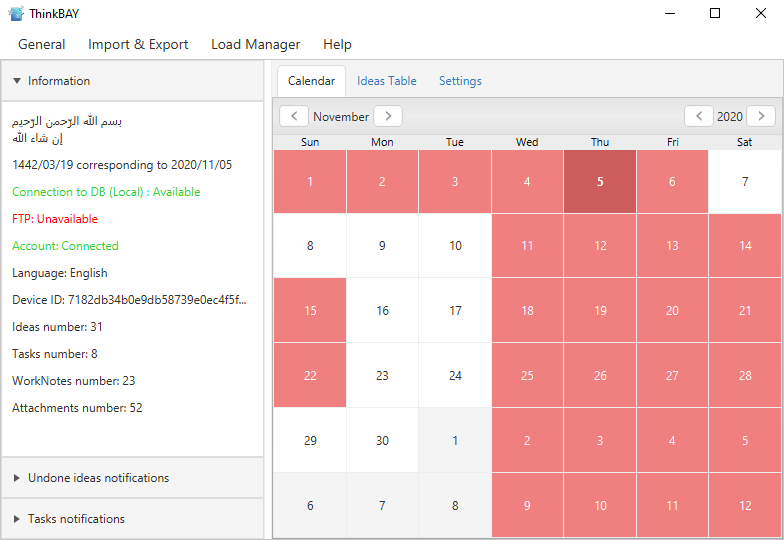 ThinkBAY
General Import & Export Load Manager Help
Information
بسم الله الرّحمن الرّحيم
إن شاء الله
1442/03/19 corresponding to 2020/11/05
Connection to DB (Local) : Available
FTP: Unavailable
Account: Connected
Language: English
Device ID: 7182db34b0e9db58739e0ec4f5f...
Ideas number: 31
Tasks number: 8
WorkNotes number: 23
Attachments number: 52
Undone ideas notifications
Tasks notifications
Calendar Ideas Table Settings
November 2020
Sun Mon Tue Wed Thu Fri Sat
1 2 3 4 5 6 7
8 9 10 11 12 13 14
15 16 17 18 19 20 21
22 23 24 25 26 27 28
29 30 1 2 3 4 5
6 7 8 9 10 11 12